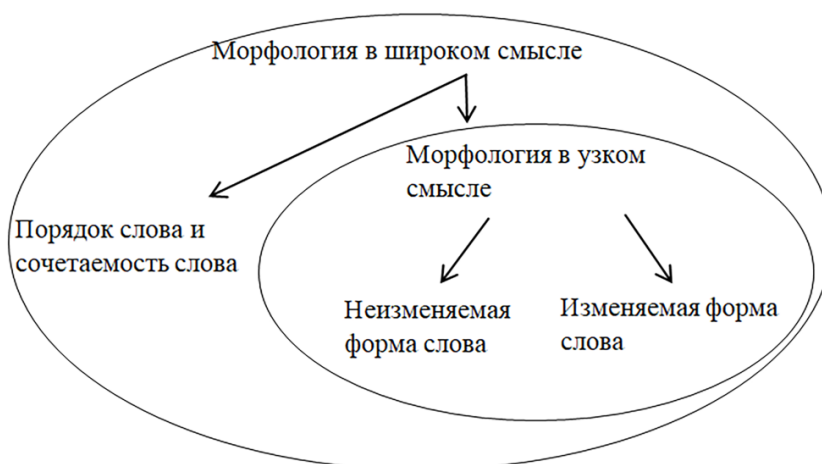 Морфология в широком смысле
Морфология в узком
смысле
Порядок слова и
сочетаемость слова
Неизменяемая
форма слова
Изменяемая форма
слова